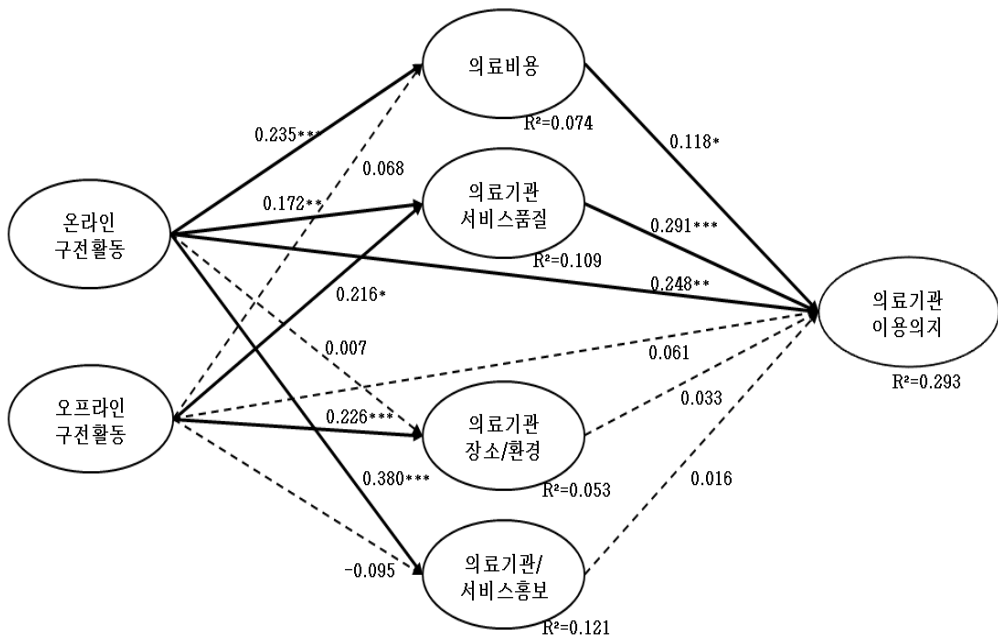 의료비용
R²=0.074
0.235***
0.118*
0.068
온라인
구전활동
0.172**
의료기관
서비스품질
R²=0.109
0.291***
0.248**
0.216*
의료기관
이용의지
R²=0.293
0.007
0.061
오프라인
구전활동
0.226***
의료기관
장소/환경
R²=0.053
0.033
0.380***
0.016
-0.095
의료기관/
서비스홍보
R²=0.121